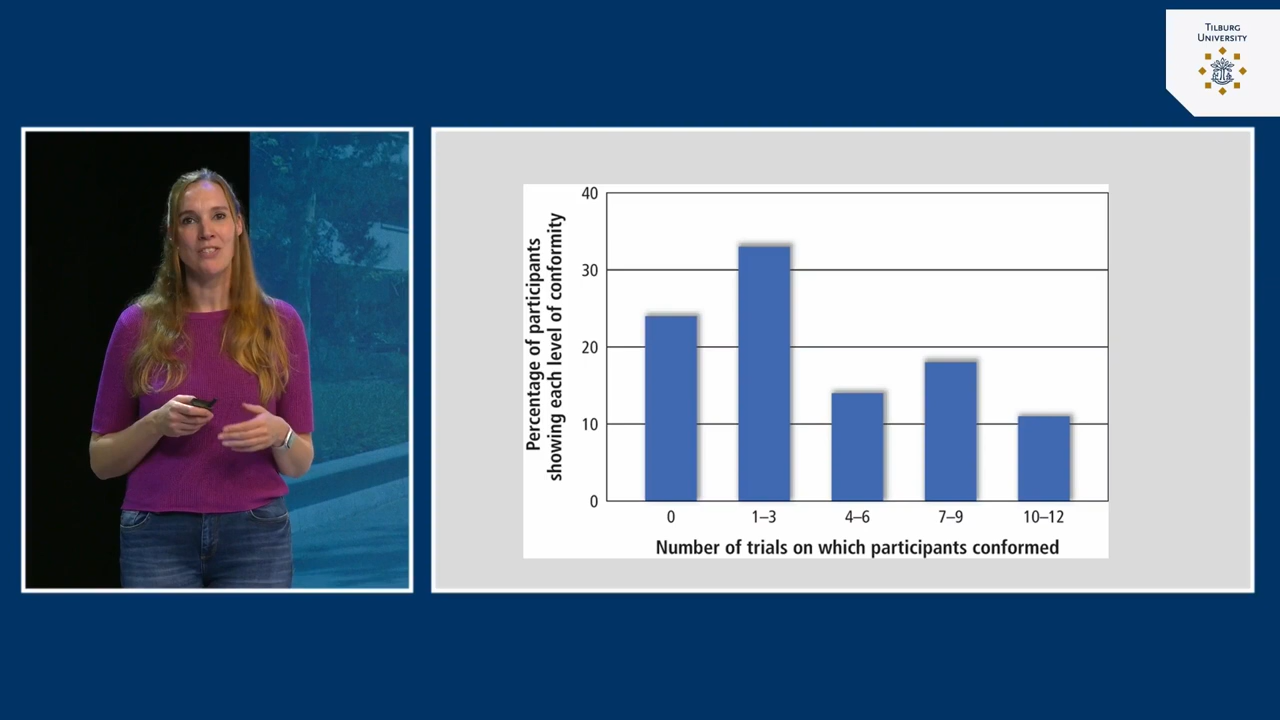 TILBURG
UNIVERSITY
Percentage of participants
showing each level of conformity
40
30
20
10
0
0
1–3
4–6
7–9
10–12
Number of trials on which participants conformed